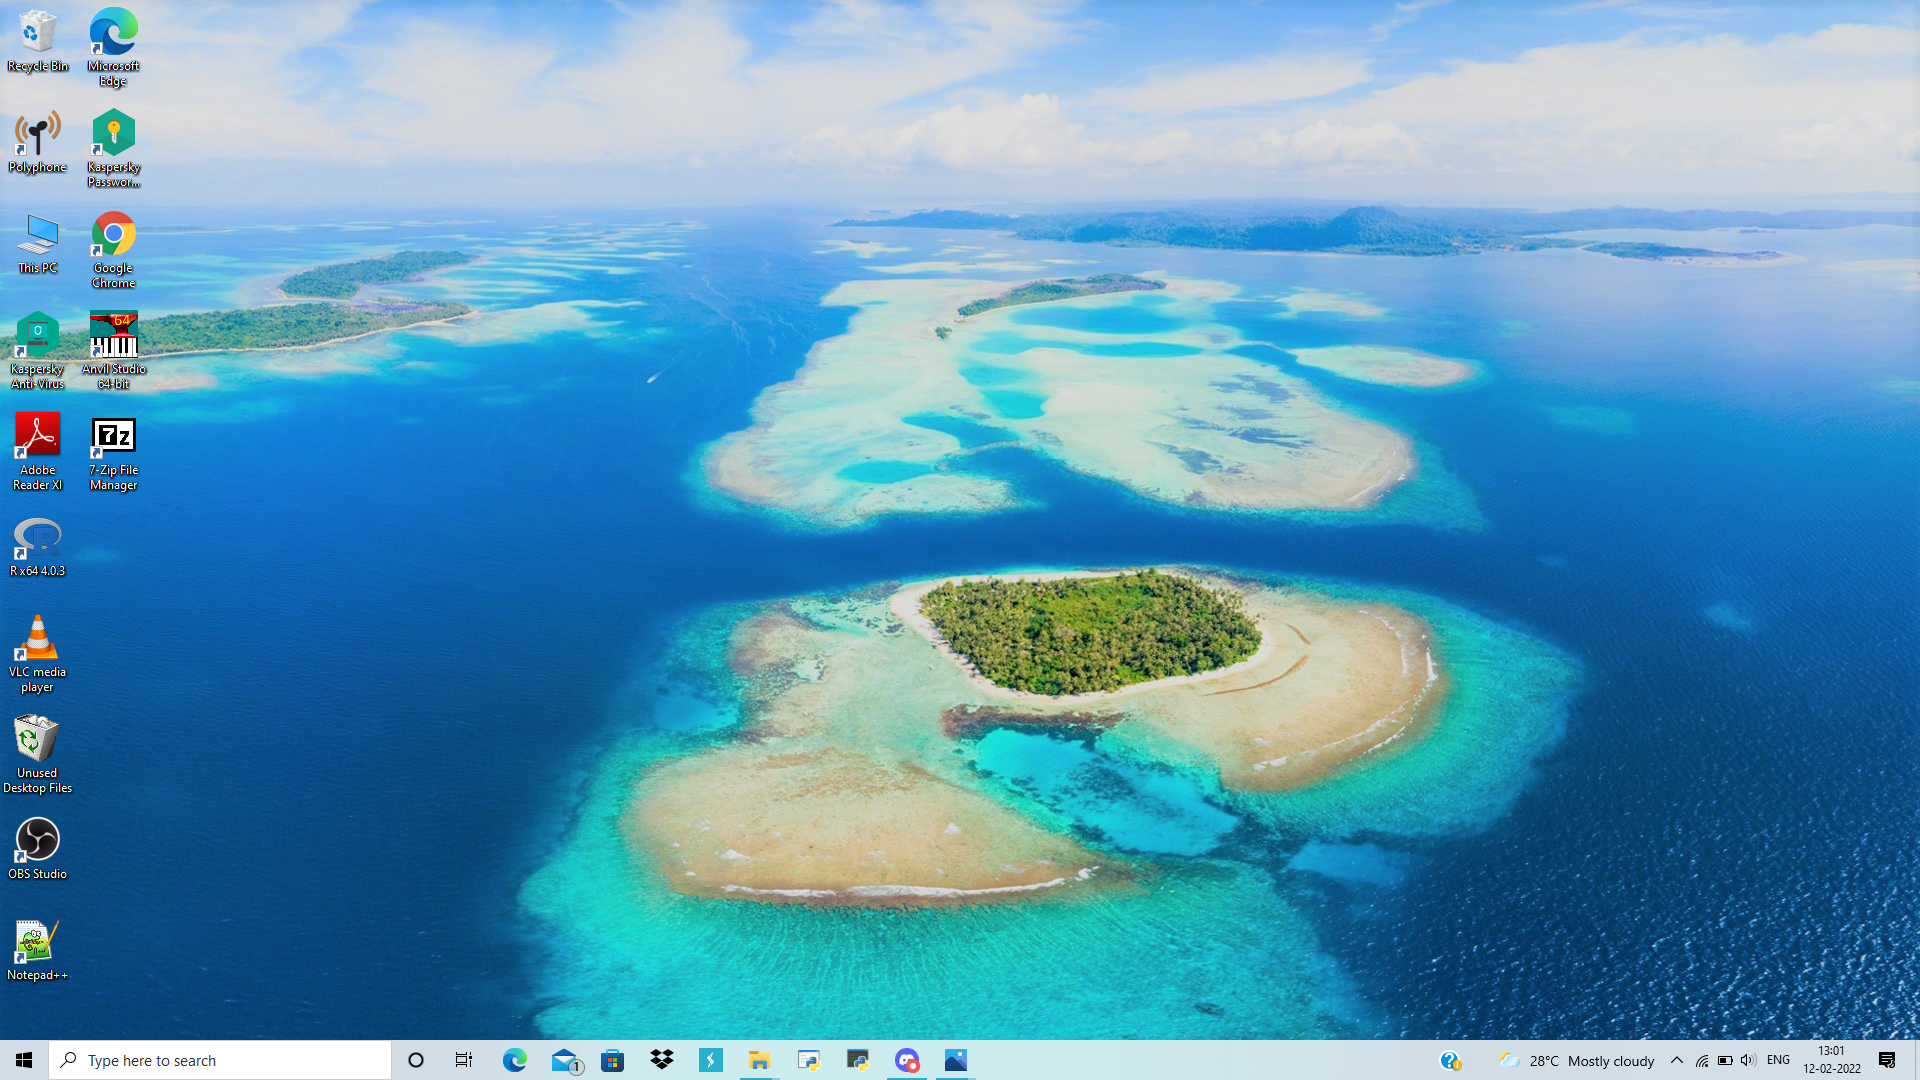 Recycle Bin
Microsoft
Edge
Polyphone
Kaspersky
Passwor...
This PC
Google
Chrome
Kaspersky
Anti-Virus
64
Anvil Studio
64-bit
Adobe
Reader XI
7z
7-Zip File
Manager
R
R x64 4.0.3
VLC media
player
Unused
Desktop Files
OBS Studio
Notepad++
Type here to search
1
28°C Mostly cloudy
ENG
13:01
12-02-2022